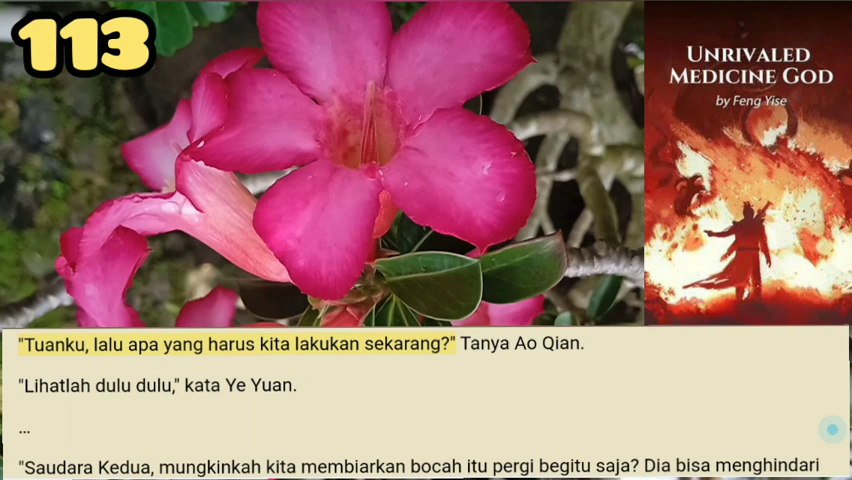 113
UNRIVALED
MEDICINE GOD
by Feng Yise
"Tuanku, lalu apa yang harus kita lakukan sekarang?" Tanya Ao Qian.
"Lihatlah dulu dulu," kata Ye Yuan.
...
"Saudara Kedua, mungkinkah kita membiarkan bocah itu pergi begitu saja? Dia bisa menghindari